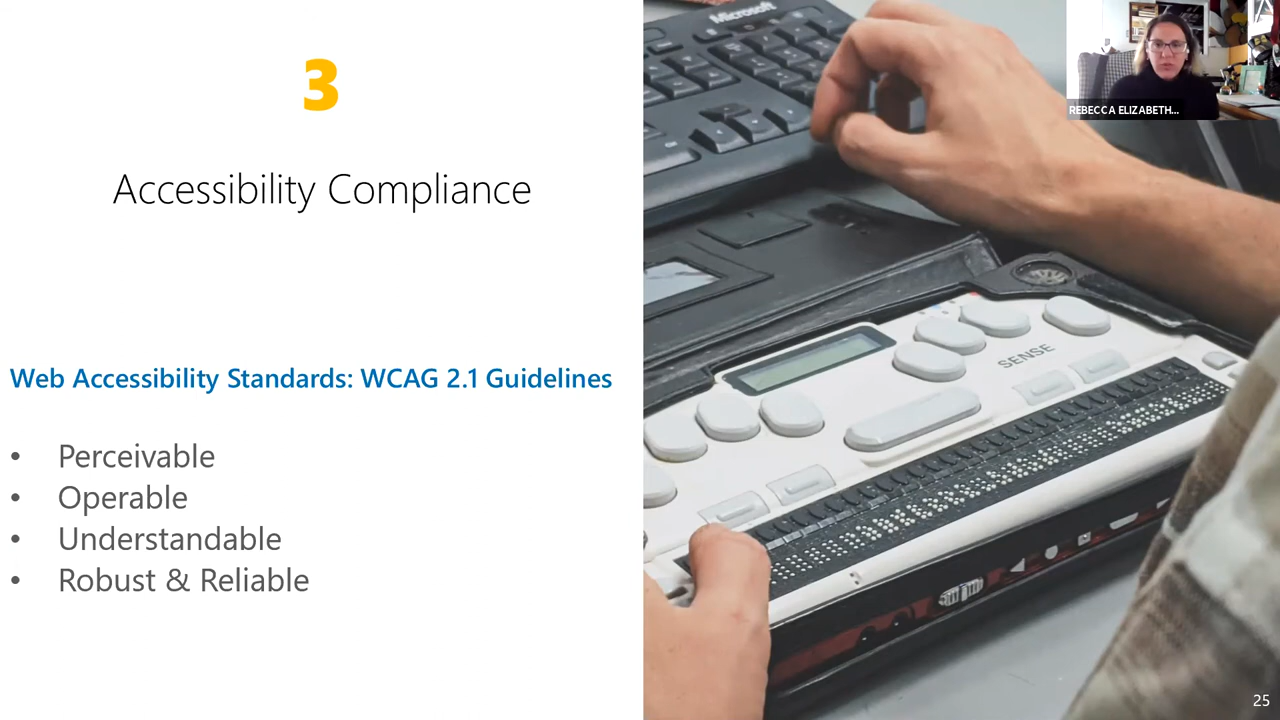 3
Accessibility Compliance
Web Accessibility Standards: WCAG 2.1 Guidelines
• Perceivable
• Operable
• Understandable
• Robust & Reliable
Microsoft
SENSE
REBECCA ELIZABETH...
25